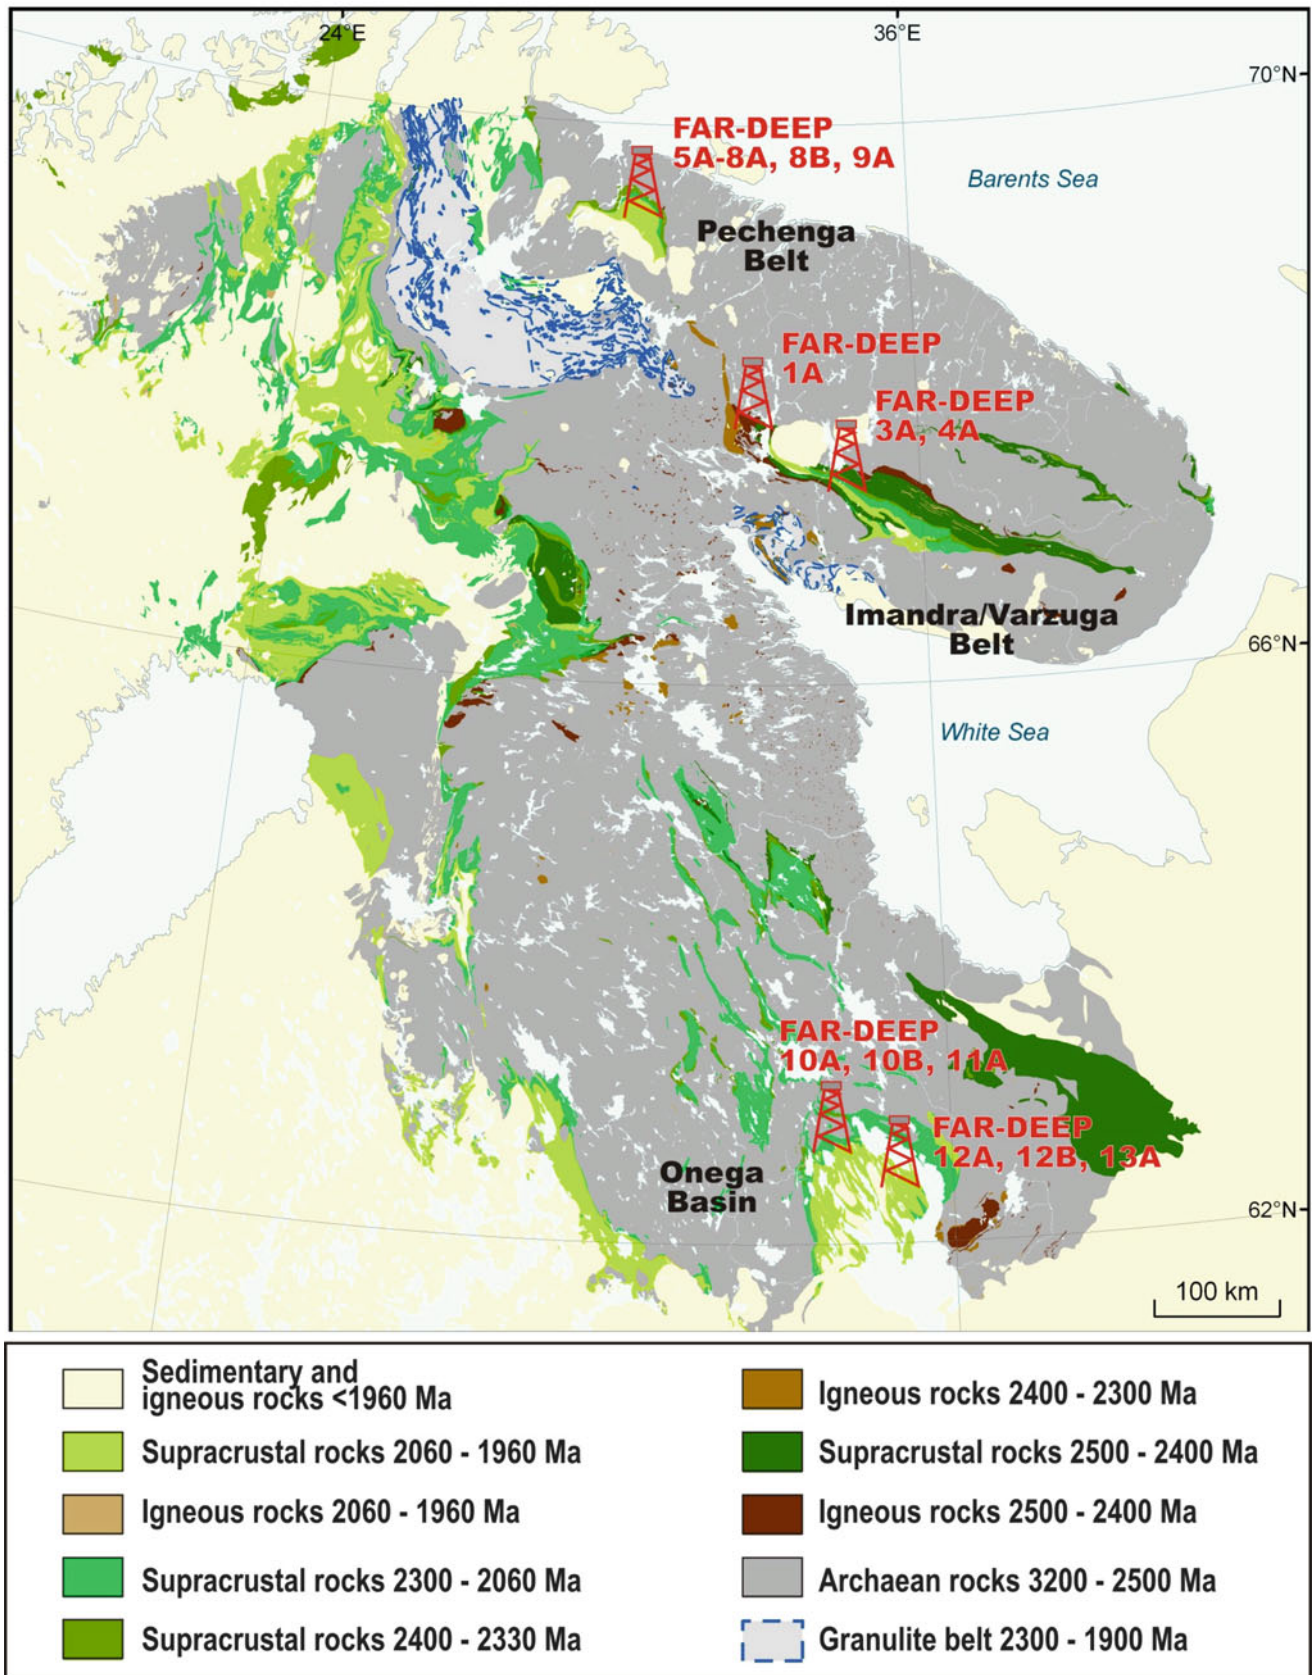 24°E
36°E
70°N
FAR-DEEP
5A-8A, 8B, 9A
Barents Sea
Pechenga
Belt
FAR-DEEP
1A
FAR-DEEP
3A, 4A
Imandra/Varzuga
Belt
66°N
White Sea
FAR-DEEP
10A, 10B, 11A
FAR-DEEP
12A, 12B, 13A
Onega
Basin
62°N
100 km
Sedimentary and
igneous rocks <1960 Ma
Supracrustal rocks 2060 - 1960 Ma
Igneous rocks 2060 - 1960 Ma
Supracrustal rocks 2300 - 2060 Ma
Supracrustal rocks 2400 - 2330 Ma
Igneous rocks 2400 - 2300 Ma
Supracrustal rocks 2500 - 2400 Ma
Igneous rocks 2500 - 2400 Ma
Archaean rocks 3200 - 2500 Ma
Granulite belt 2300 - 1900 Ma